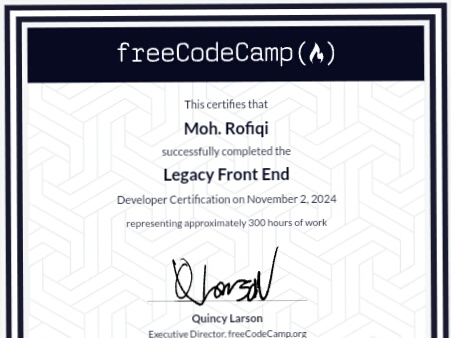 freeCodeCamp(🔥)
This certifies that
Moh. Rofiqi
successfully completed the
Legacy Front End
Developer Certification on November 2, 2024
representing approximately 300 hours of work
QLarson
Quincy Larson
Executive Director, freeCodeCamp.org